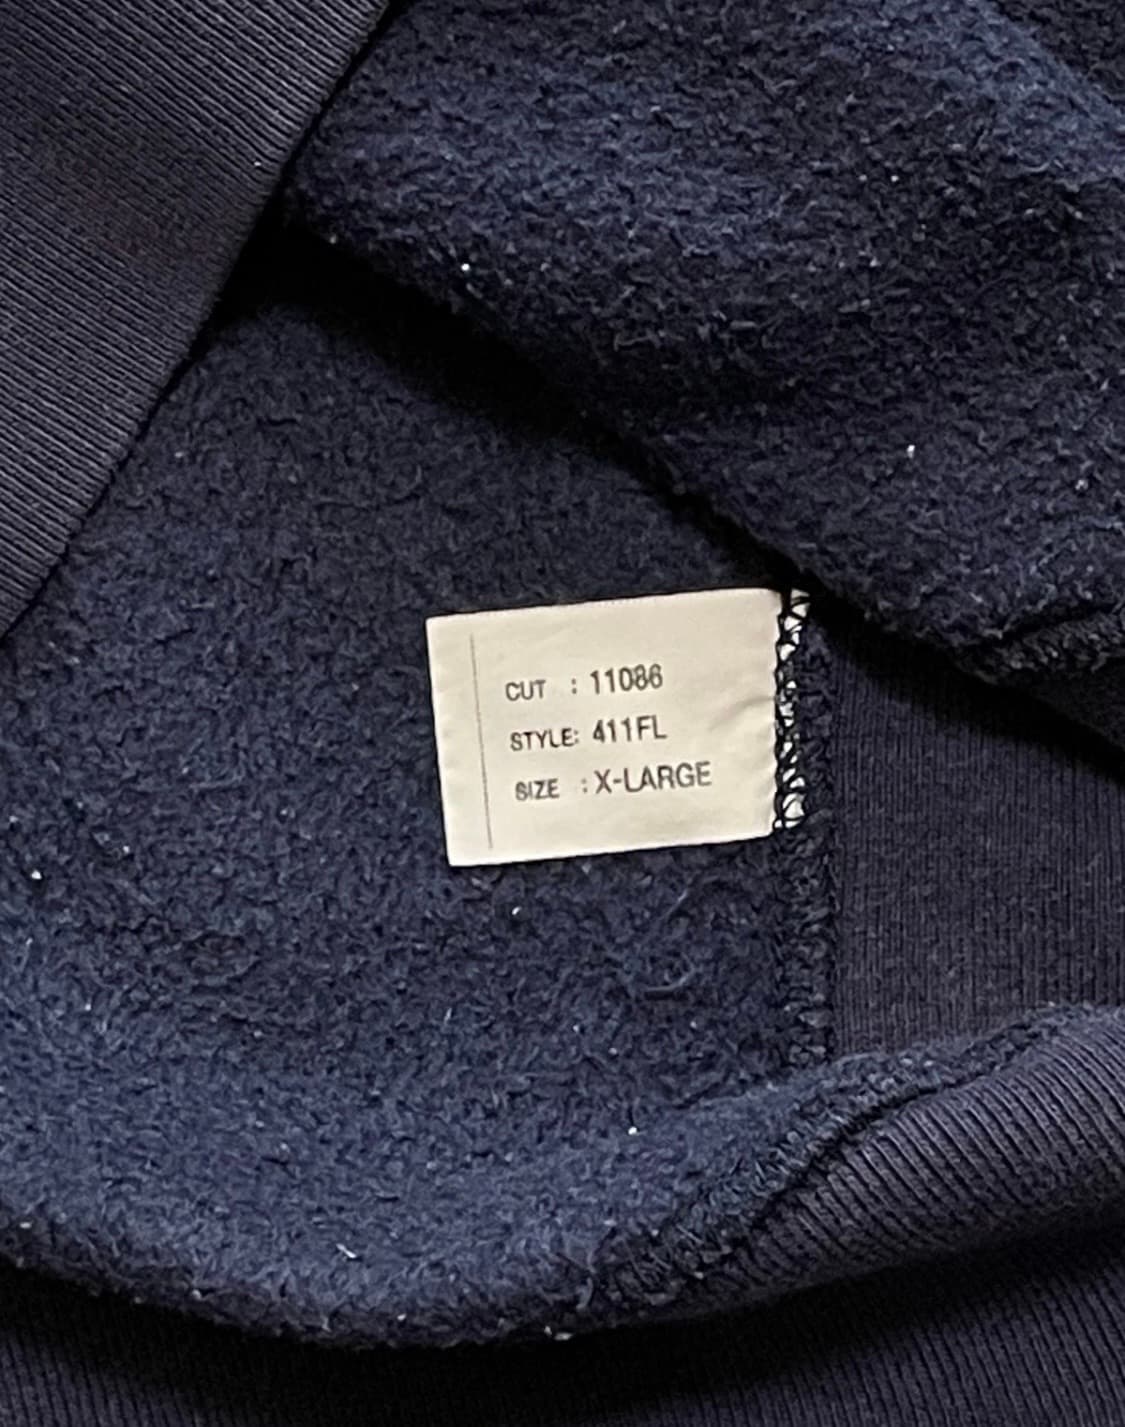 CUT : 11086
STYLE: 411FL
SIZE : X-LARGE